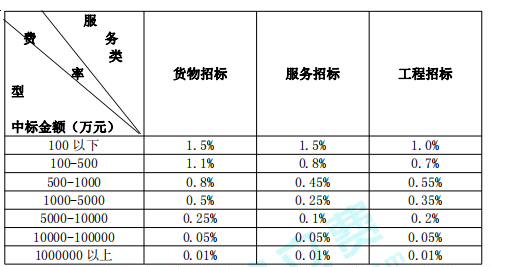 服务类
费率
型
中标金额（万元） 货物招标 服务招标 工程招标
100 以下 1.5% 1.5% 1.0%
100-500 1.1% 0.8% 0.7%
500-1000 0.8% 0.45% 0.55%
1000-5000 0.5% 0.25% 0.35%
5000-10000 0.25% 0.1% 0.2%
10000-100000 0.05% 0.05% 0.05%
1000000 以上 0.01% 0.01% 0.01%